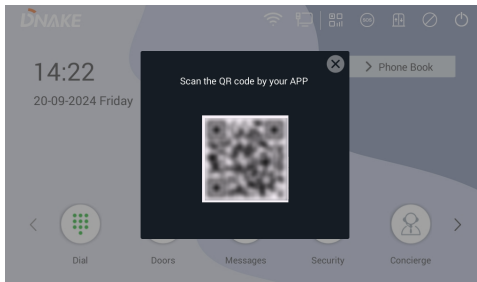 DNAKE
SOS
14:22
20-09-2024 Friday
Phone Book
Scan the QR code by your APP
Dial
Doors
Messages
Security
Concierge